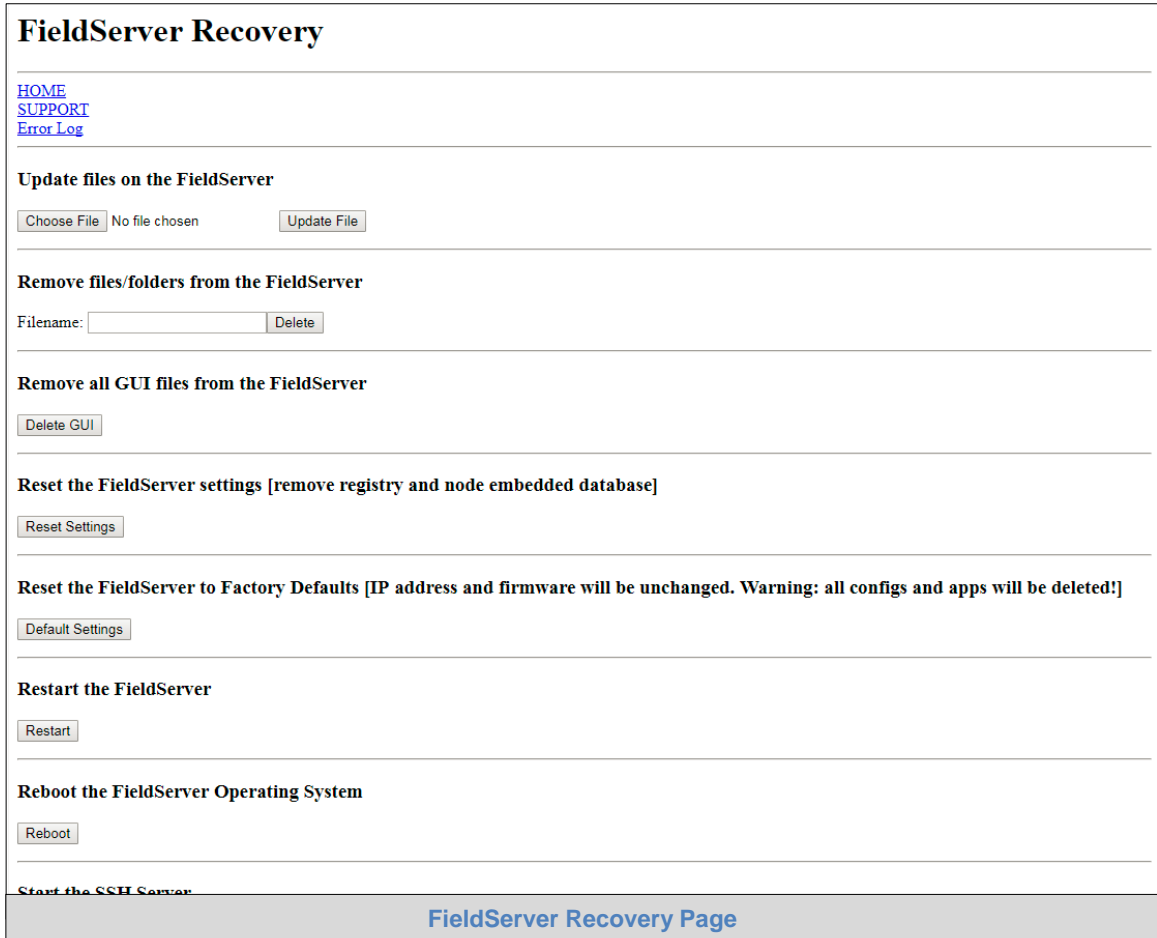 FieldServer Recovery
HOME
SUPPORT
Error Log
Update files on the FieldServer
Choose File No file chosen Update File
Remove files/folders from the FieldServer
Filename: Delete
Remove all GUI files from the FieldServer
Delete GUI
Reset the FieldServer settings [remove registry and node embedded database]
Reset Settings
Reset the FieldServer to Factory Defaults [IP address and firmware will be unchanged. Warning: all configs and apps will be deleted!]
Default Settings
Restart the FieldServer
Restart
Reboot the FieldServer Operating System
Reboot
Start the SSH Server
FieldServer Recovery Page